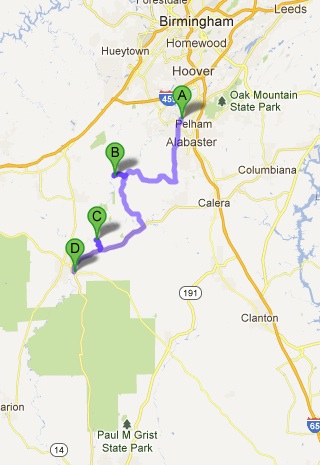 Forestdale
Leeds
Birmingham
Hueytown
Homewood
Hoover
459
A
Oak Mountain
State Park
Pelham
Alabaster
B
Columbiana
Calera
C
D
191
Clanton
65
arion
Paul M Grist
State Park
14